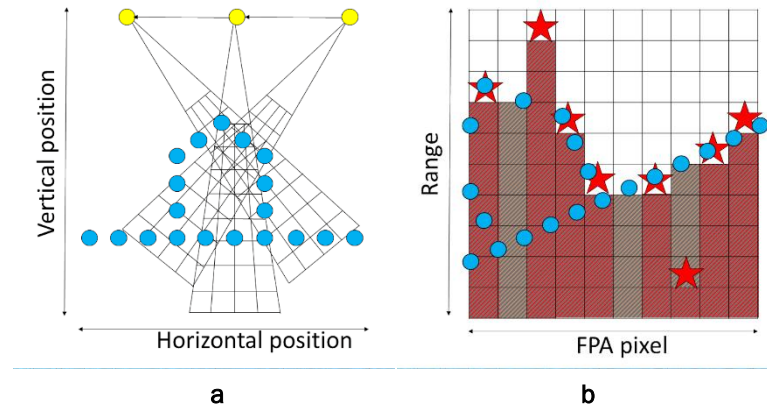 Vertical position
Horizontal position
a
Range
FPA pixel
b